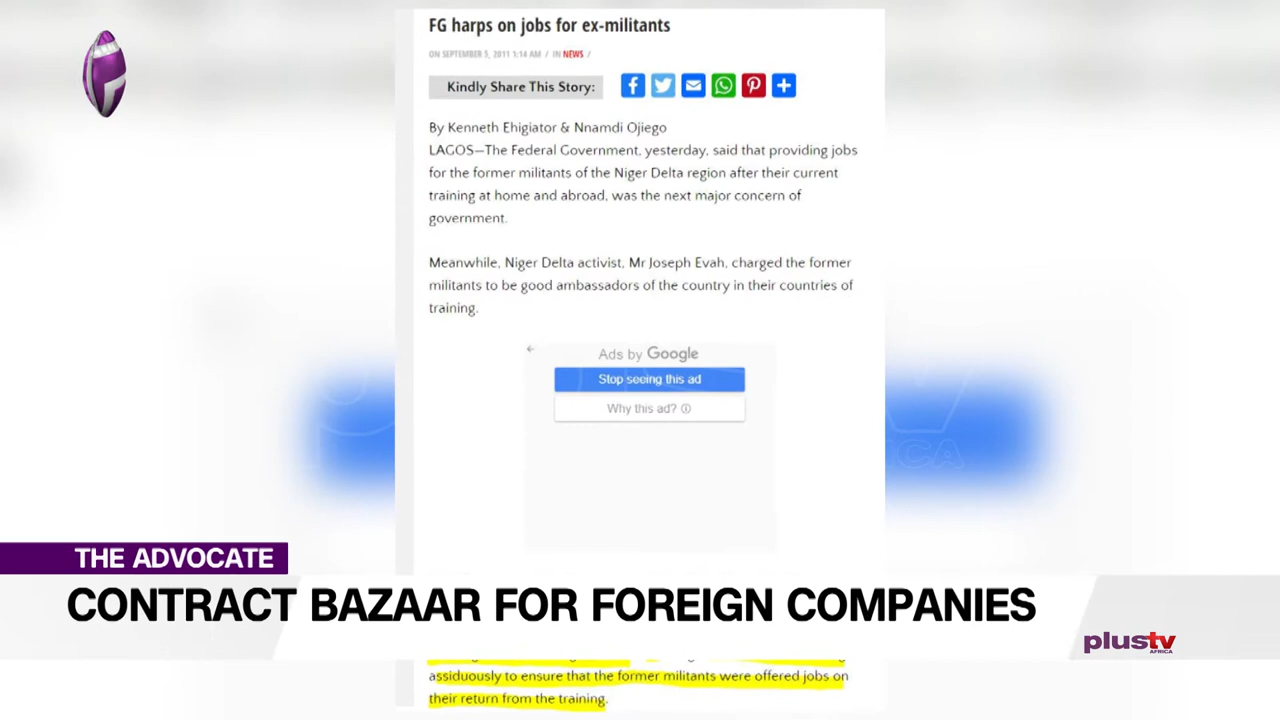 FG harps on jobs for ex-militants
ON SEPTEMBER 5, 2011 1:14 AM / IN NEWS /
Kindly Share This Story:
By Kenneth Ehigiator & Nnamdi Ojiego
LAGOS—The Federal Government, yesterday, said that providing jobs
for the former militants of the Niger Delta region after their current
training at home and abroad, was the next major concern of
government.
Meanwhile, Niger Delta activist, Mr Joseph Evah, charged the former
militants to be good ambassadors of the country in their countries of
training.
Ads by Google
Stop seeing this ad
Why this ad?
THE ADVOCATE
CONTRACT BAZAAR FOR FOREIGN COMPANIES
plustv
AFRICA
assiduously to ensure that the former militants were offered jobs on
their return from the training.